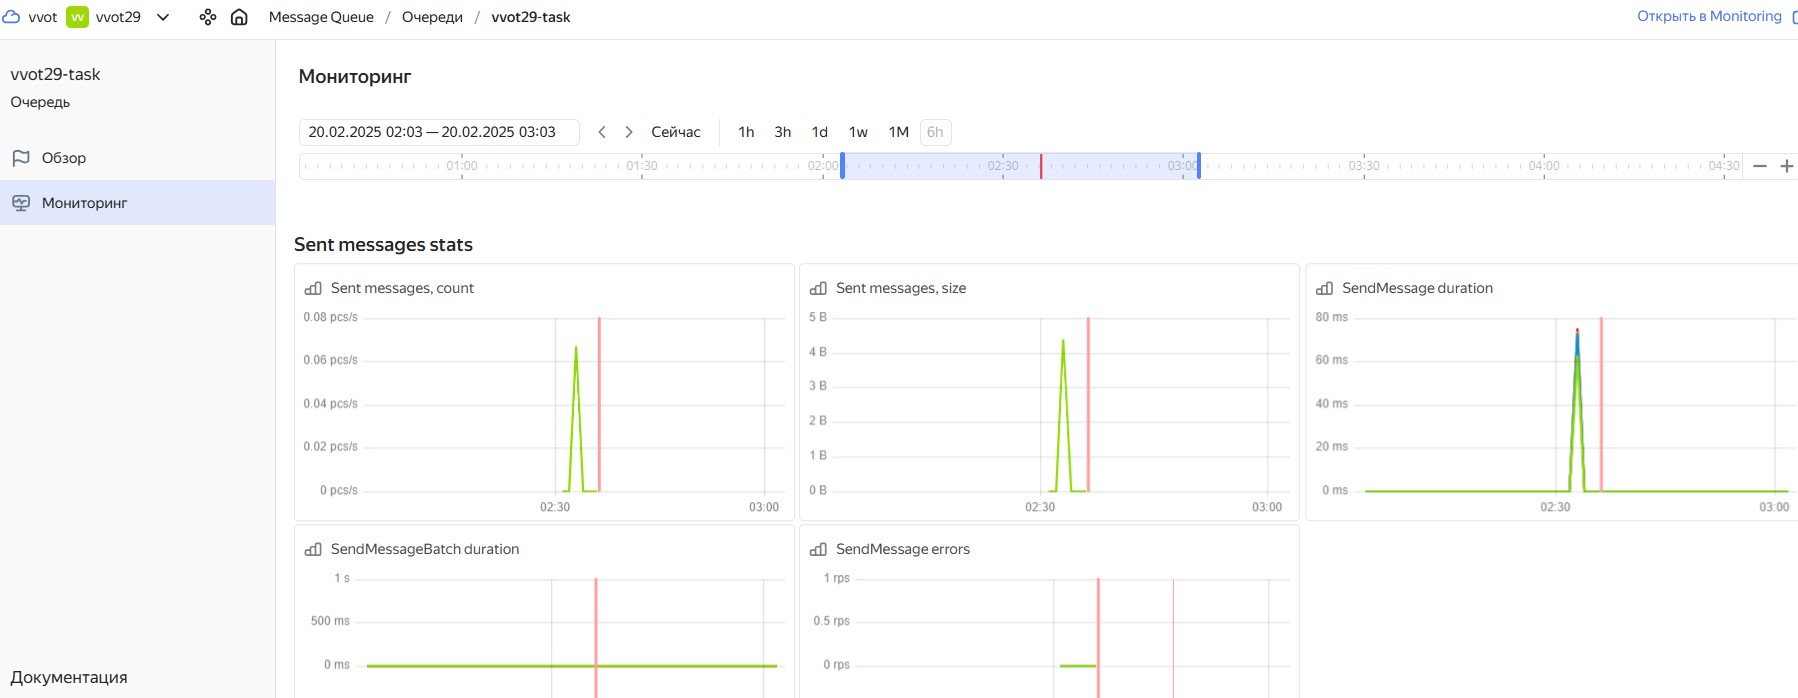 vvot vv vvot29 Message Queue / Очереди / vvot29-task Открыть в Monitoring
vvot29-task
Очередь
Обзор
Мониторинг
Документация
Мониторинг
20.02.2025 02:03 — 20.02.2025 03:03 Сейчас 1h 3h 1d 1w 1M 6h
01:00 01:30 02:00 02:30 03:00 03:30 04:00 04:30
Sent messages stats
Sent messages, count
0.08 pcs/s
0.06 pcs/s
0.04 pcs/s
0.02 pcs/s
0 pcs/s
02:30 03:00
Sent messages, size
5 B
4 B
3 B
2 B
1 B
0 B
02:30 03:00
SendMessage duration
80 ms
60 ms
40 ms
20 ms
0 ms
02:30 03:00
SendMessageBatch duration
1 s
500 ms
0 ms
SendMessage errors
1 rps
0.5 rps
0 rps